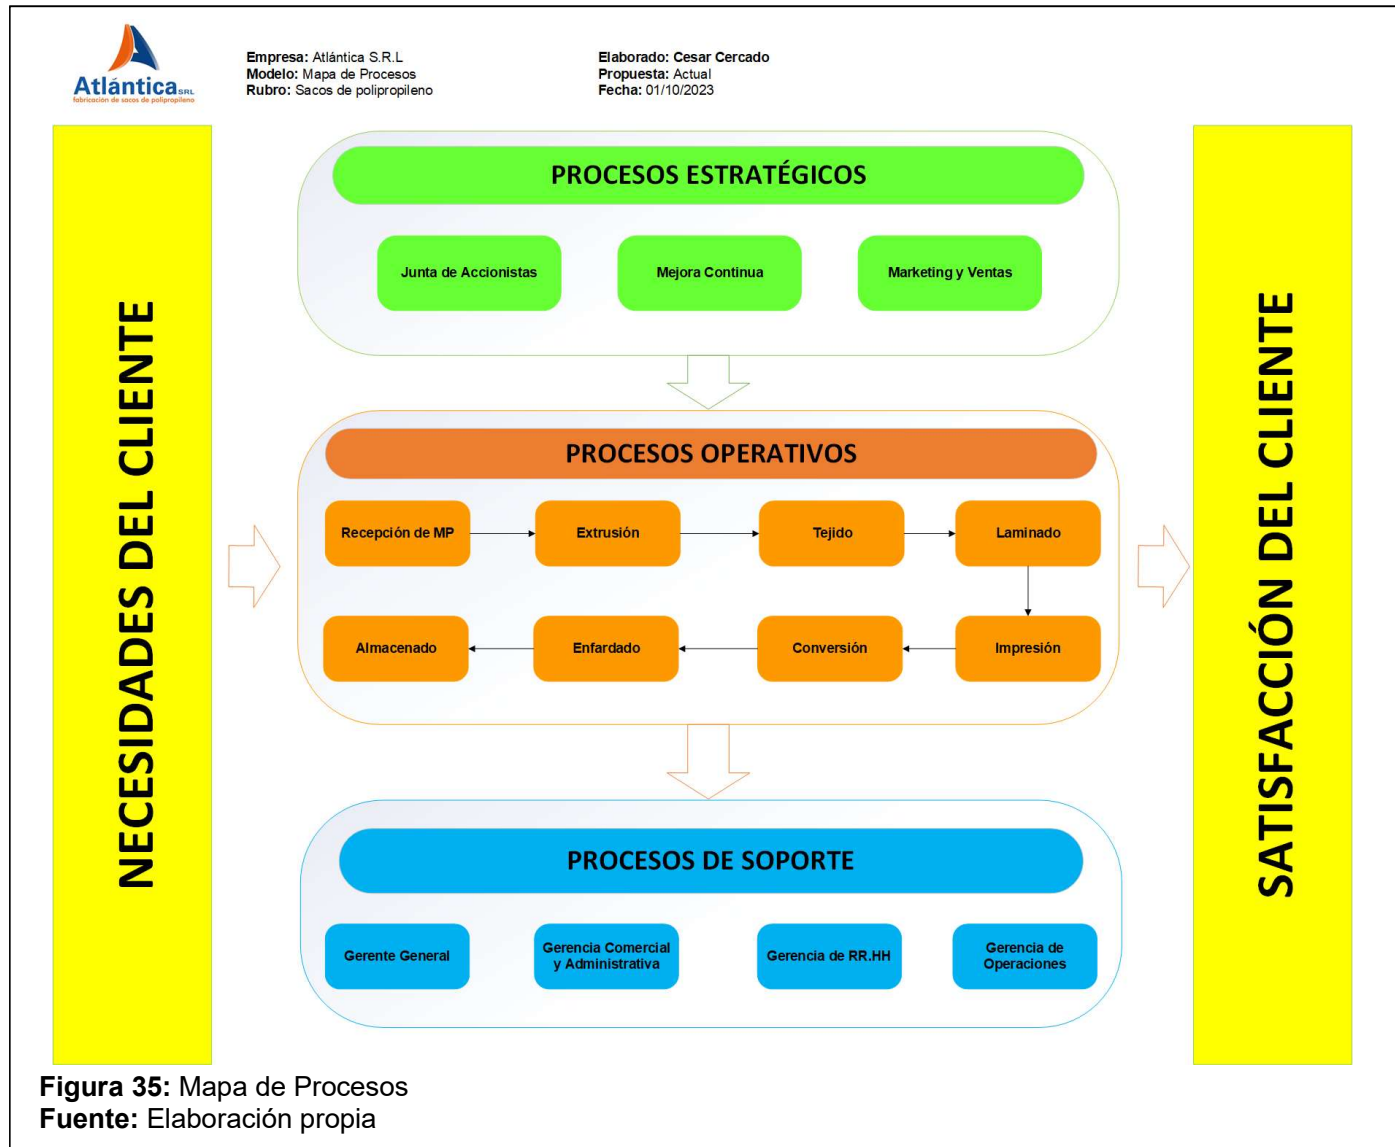 Atlántica SRL
fabricación de sacos de polipropileno
Empresa: Atlántica S.R.L
Modelo: Mapa de Procesos
Rubro: Sacos de polipropileno
Elaborado: Cesar Cercado
Propuesta: Actual
Fecha: 01/10/2023
NECESIDADES DEL CLIENTE
PROCESOS ESTRATÉGICOS
Junta de Accionistas
Mejora Continua
Marketing y Ventas
PROCESOS OPERATIVOS
Recepción de MP
Extrusión
Tejido
Laminado
Almacenado
Enfardado
Conversión
Impresión
PROCESOS DE SOPORTE
Gerente General
Gerencia Comercial
y Administrativa
Gerencia de RR.HH
Gerencia de
Operaciones
SATISFACCIÓN DEL CLIENTE
Figura 35: Mapa de Procesos
Fuente: Elaboración propia